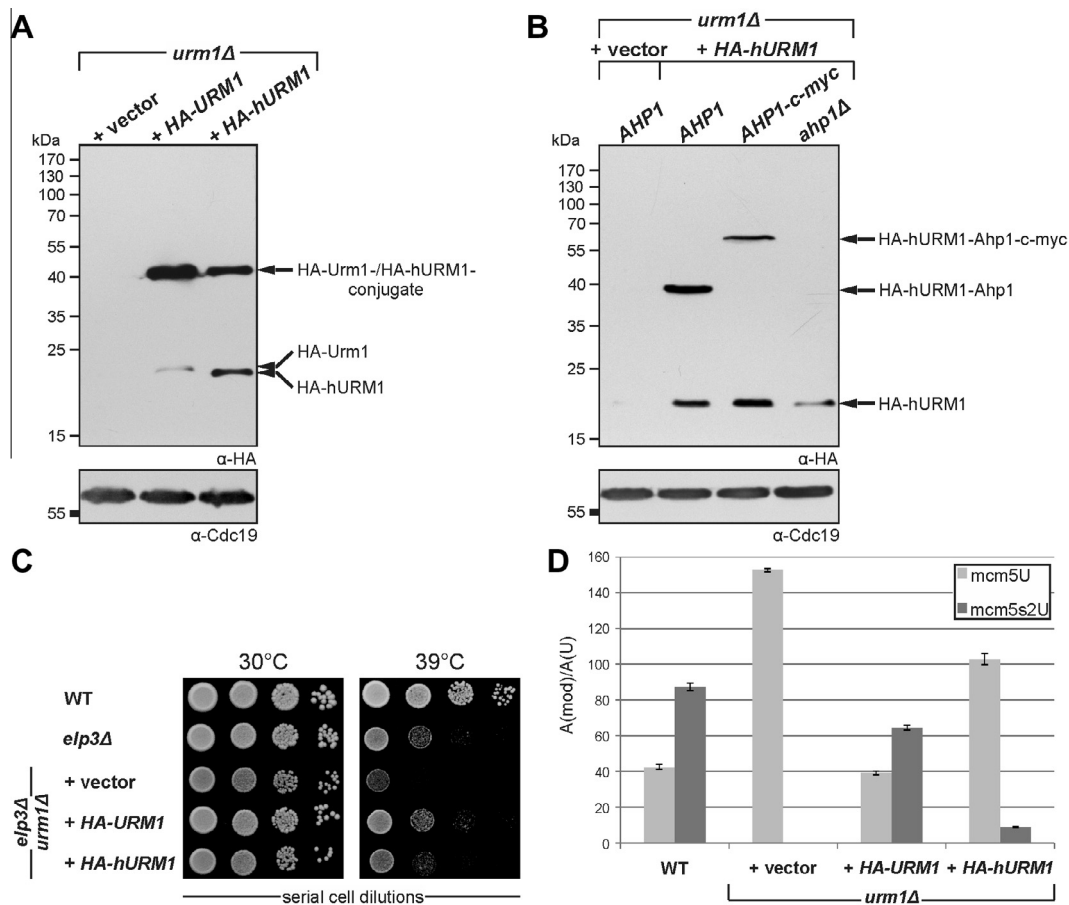 A
urm1Δ
+ vector
+ HA-URM1
+ HA-hURM1
kDa
170
130
100
70
55
40
35
25
15
HA-Urm1-/HA-hURM1-
conjugate
HA-Urm1
HA-hURM1
α-HA
55
α-Cdc19
B
urm1Δ
+ vector + HA-hURM1
AHP1
AHP1
AHP1-c-myc
ahp1Δ
kDa
170
130
100
70
55
40
35
25
15
HA-hURM1-Ahp1-c-myc
HA-hURM1-Ahp1
HA-hURM1
α-HA
55
α-Cdc19
C
30°C 39°C
WT
elp3Δ
elp3Δ
urm1Δ
+ vector
+ HA-URM1
+ HA-hURM1
serial cell dilutions
D
A(mod)/A(U)
160
140
120
100
80
60
40
20
0
mcm5U
mcm5s2U
WT + vector + HA-URM1 + HA-hURM1
urm1Δ